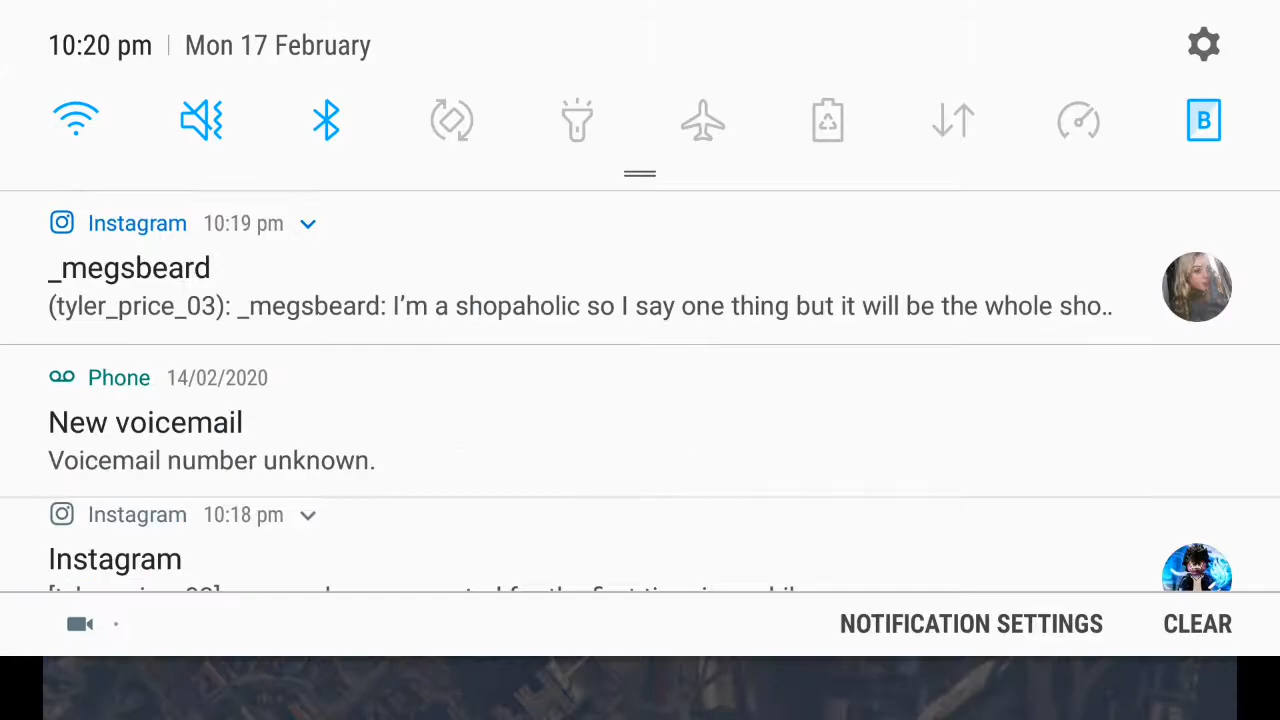 10:20 pm Mon 17 February
B
Instagram 10:19 pm
_megsbeard
(tyler_price_03): _megsbeard: I’m a shopaholic so I say one thing but it will be the whole sho..
Phone 14/02/2020
New voicemail
Voicemail number unknown.
Instagram 10:18 pm
Instagram
NOTIFICATION SETTINGS CLEAR